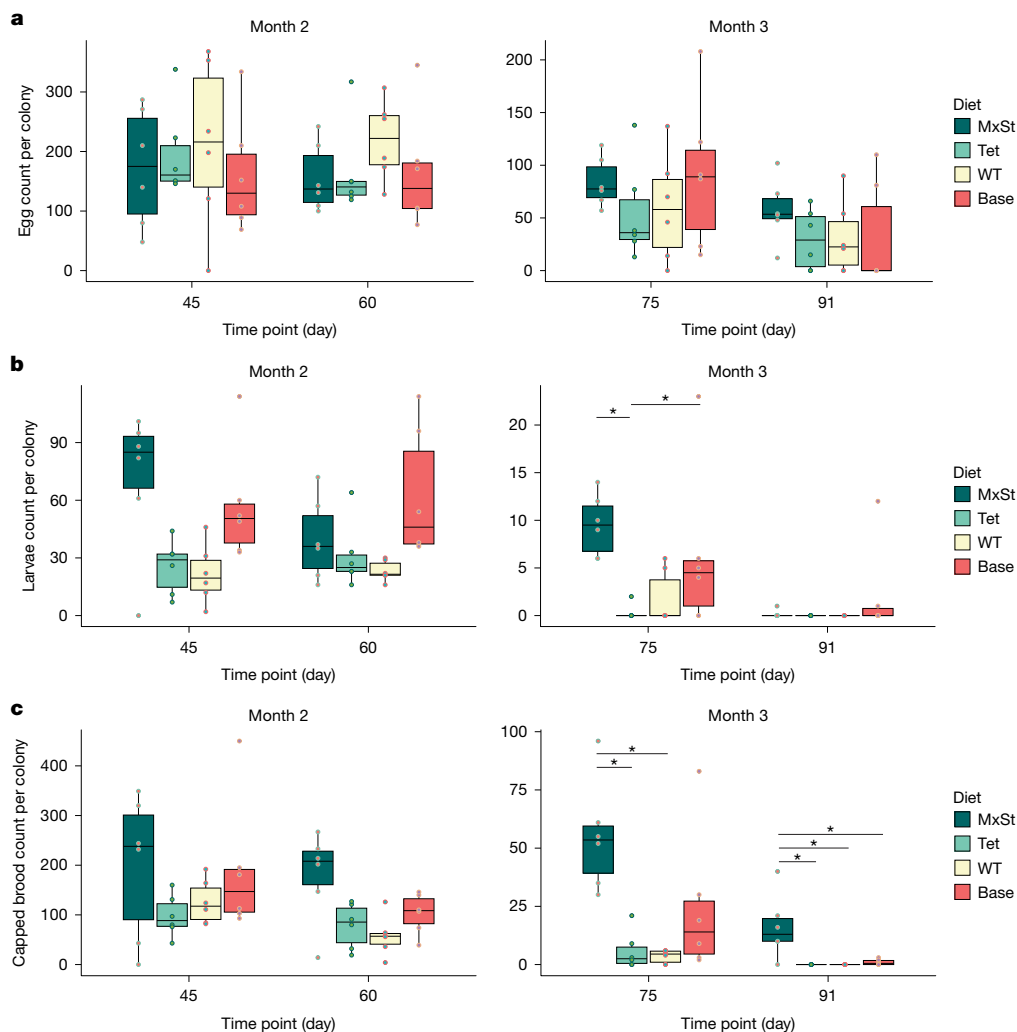 a
Month 2
Month 3
Egg count per colony
300
200
100
0
45
60
Time point (day)
200
150
100
50
0
75
91
Time point (day)
Diet
MxSt
Tet
WT
Base
b
Month 2
Month 3
Larvae count per colony
90
60
30
0
45
60
Time point (day)
20
15
10
5
0
* *
75
91
Time point (day)
Diet
MxSt
Tet
WT
Base
c
Month 2
Month 3
Capped brood count per colony
400
300
200
100
0
45
60
Time point (day)
100
75
50
25
0
*
*
*
*
*
75
91
Time point (day)
Diet
MxSt
Tet
WT
Base